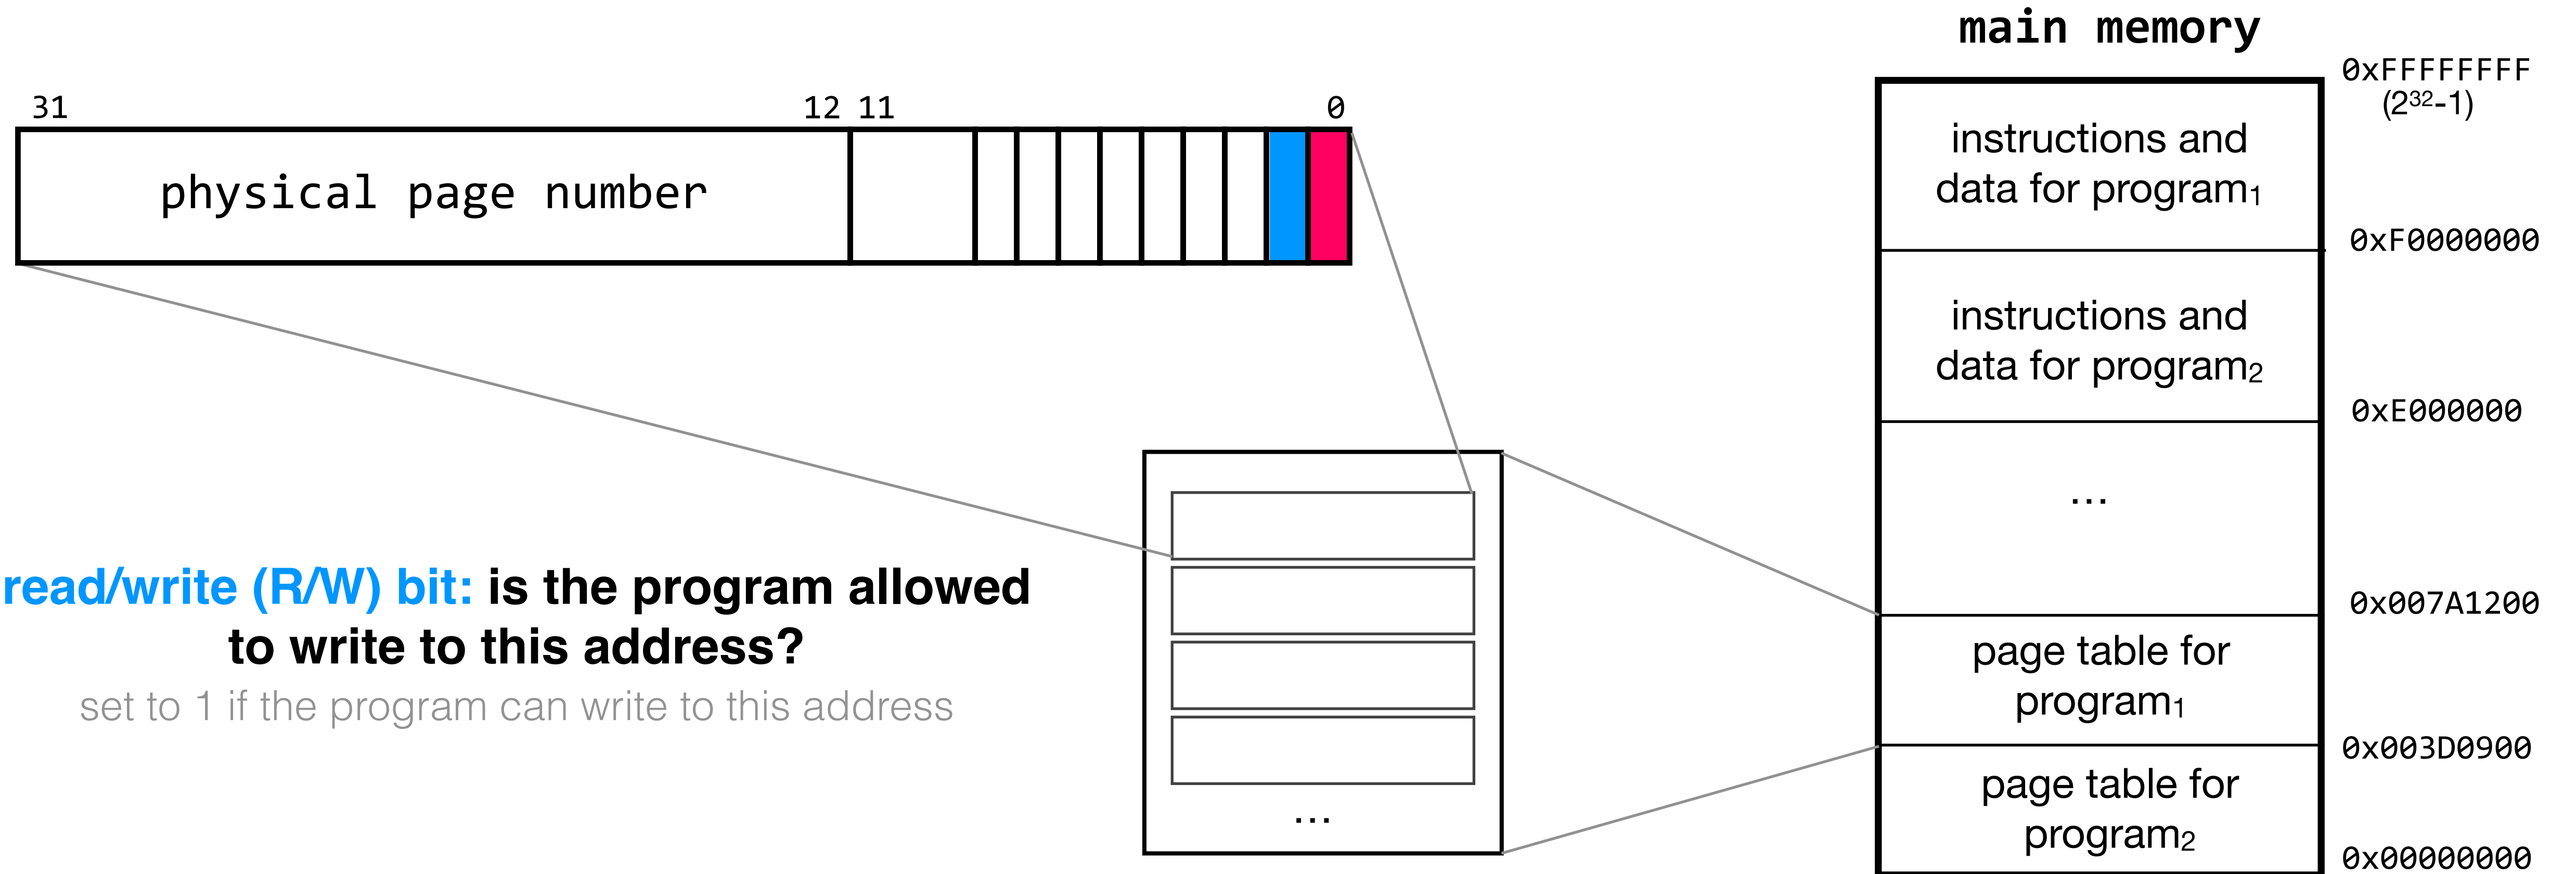 main memory
0xFFFFFFFF
(2³²-1)
31 12 11 0
instructions and
data for program₁
physical page number
0xF0000000
instructions and
data for program₂
0xE000000
...
read/write (R/W) bit: is the program allowed
to write to this address?
set to 1 if the program can write to this address
...
0x007A1200
page table for
program₁
0x003D0900
page table for
program₂
0x00000000